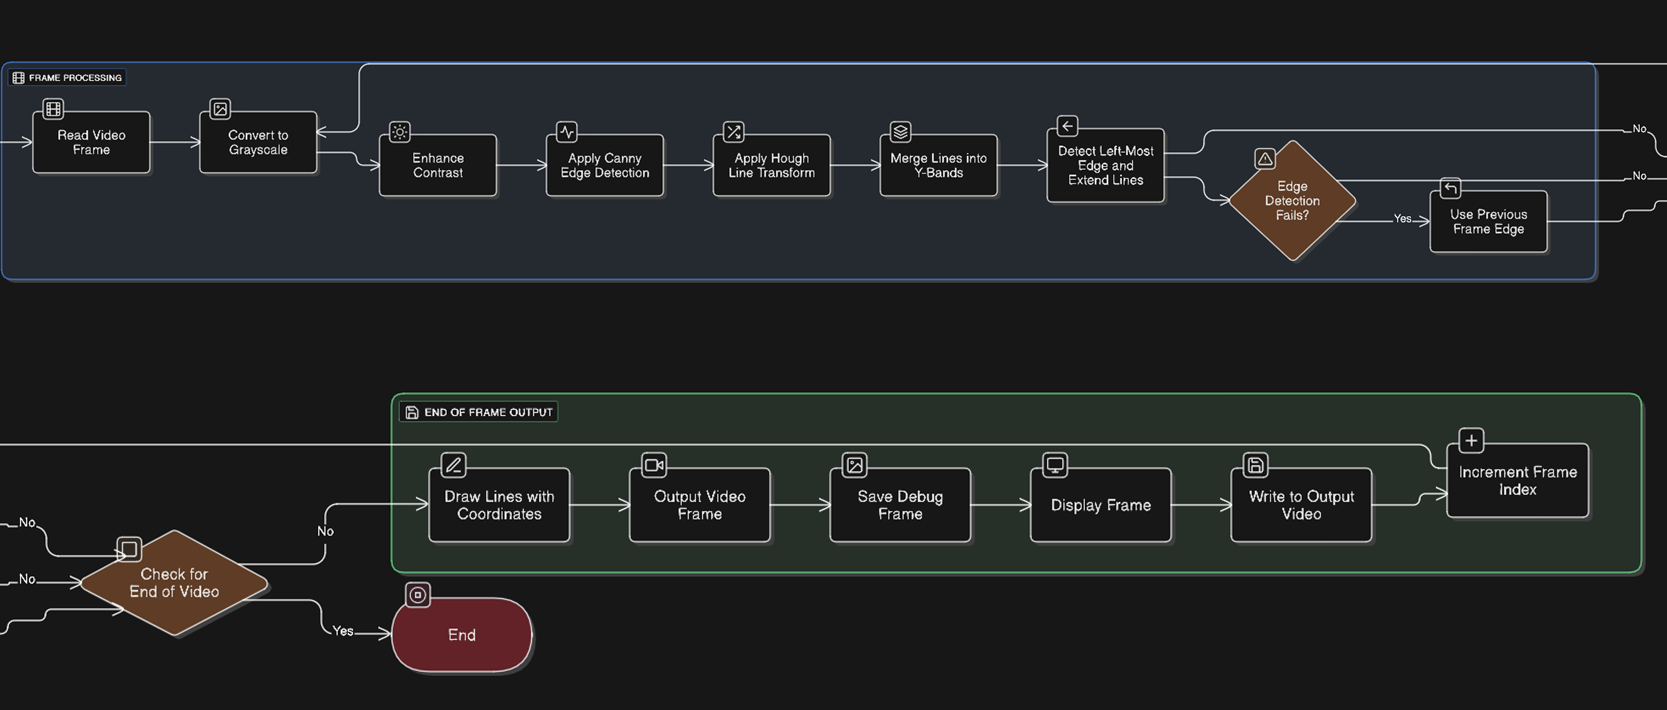 FRAME PROCESSING
Read Video
Frame
Convert to
Grayscale
Enhance
Contrast
Apply Canny
Edge Detection
Apply Hough
Line Transform
Merge Lines into
Y-Bands
Detect Left-Most
Edge and
Extend Lines
Edge
Detection
Fails?
No
No
Yes
Use Previous
Frame Edge
END OF FRAME OUTPUT
No
No
Check for
End of Video
No
Yes
Draw Lines with
Coordinates
Output Video
Frame
Save Debug
Frame
Display Frame
Write to Output
Video
Increment Frame
Index
End